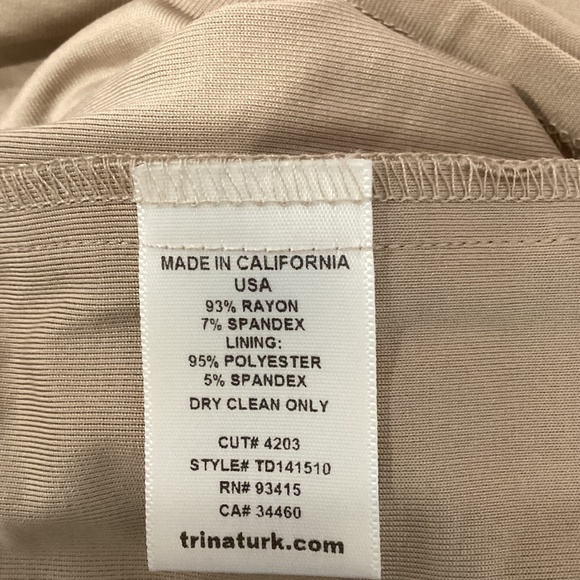 MADE IN CALIFORNIA
USA
93% RAYON
7% SPANDEX
LINING:
95% POLYESTER
5% SPANDEX
DRY CLEAN ONLY
CUT# 4203
STYLE# TD141510
RN# 93415
CA# 34460
trinaturk.com